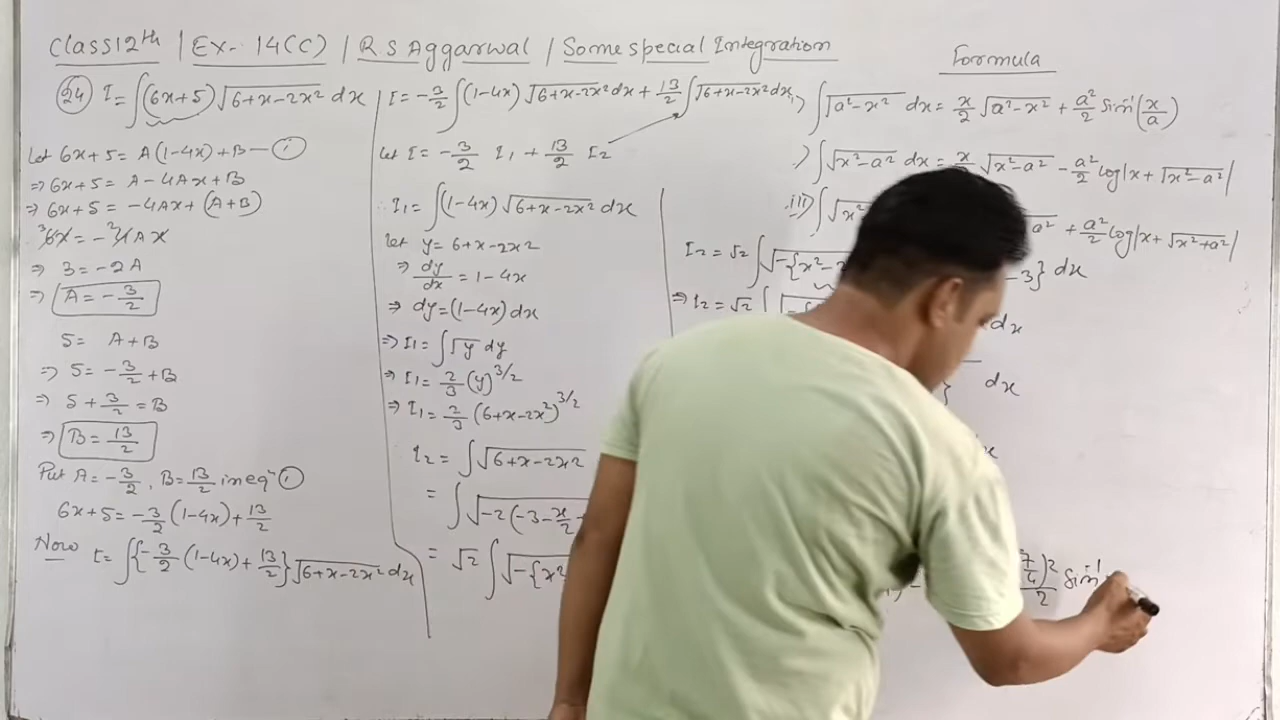 Class12th | Ex- 14(C) | R S Aggarwal | Some special Integration
Formula
(24) I = ∫(6x+5)√(6+x-2x²) dx
Let 6x+5 = A(1-4x)+B — (i)
⇒ 6x+5 = A-4Ax+B
⇒ 6x+5 = -4Ax+(A+B)
³6x = -²4Ax
⇒ 3 = -2A
⇒ A = -3/2
5 = A+B
⇒ 5 = -3/2 + B
⇒ 5 + 3/2 = B
⇒ B = 13/2
Put A = -3/2, B = 13/2 in eqⁿ (i)
6x+5 = -3/2 (1-4x) + 13/2
Now I = ∫{-3/2 (1-4x) + 13/2}√(6+x-2x²) dx
I = -3/2 ∫(1-4x)√(6+x-2x²) dx + 13/2 ∫√(6+x-2x²) dx
let I = -3/2 I₁ + 13/2 I₂
I₁ = ∫(1-4x)√(6+x-2x²) dx
let y = 6+x-2x²
⇒ dy/dx = 1-4x
⇒ dy = (1-4x) dx
⇒ I₁ = ∫√y dy
⇒ I₁ = 2/3 (y)^3/2
⇒ I₁ = 2/3 (6+x-2x²)^3/2
I₂ = ∫√(6+x-2x²
= ∫√-2(-3-x/2
= √2 ∫√-{x²
i) ∫√(a²-x²) dx = x/2 √(a²-x²) + a²/2 Sin⁻¹(x/a)
) ∫√(x²-a²) dx = x/2 √(x²-a²) - a²/2 log|x+√(x²-a²)|
iii) ∫√x² a² + a²/2 log|x+√(x²+a²)|
I₂ = √2 ∫√-{x²- -3} dx
⇒ I₂ = √2 ∫ dx
} dx
)² Sin⁻¹
2